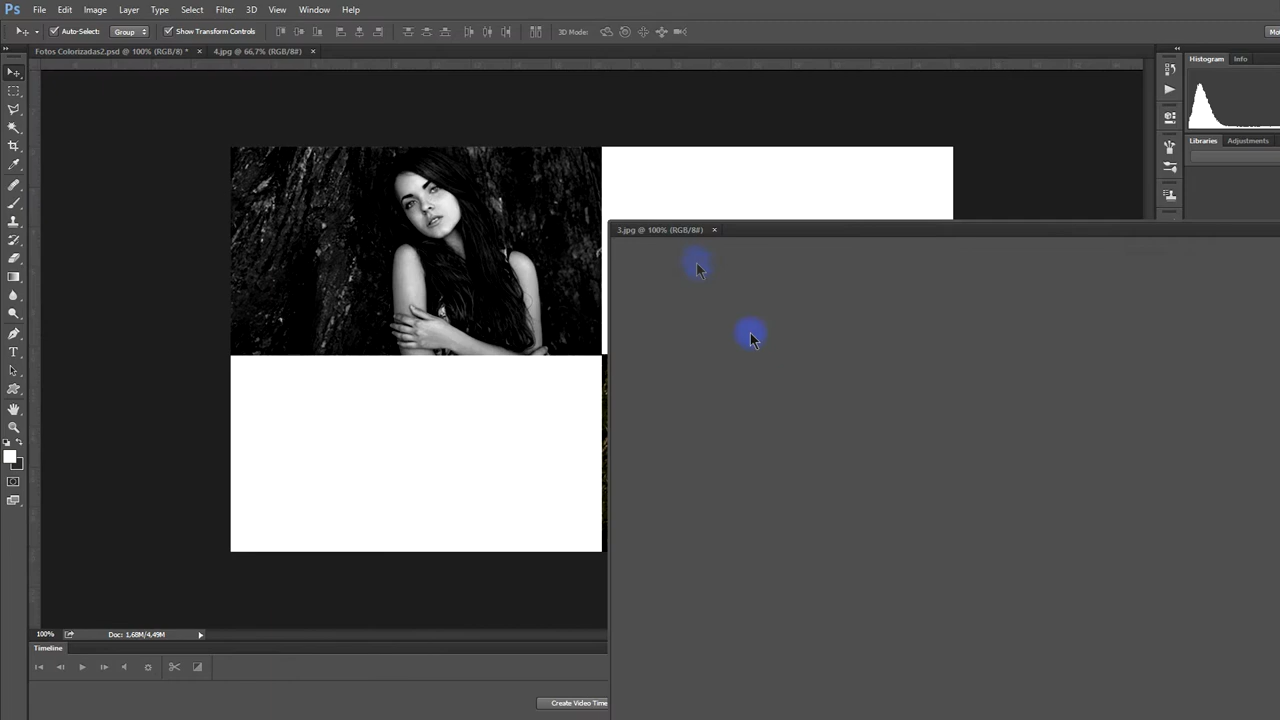 Ps File Edit Image Layer Type Select Filter 3D View Window Help
Auto-Select: Group Show Transform Controls 3D Mode:
Fotos Colorizadas2.psd @ 100% (RGB/8) * × 4.jpg @ 66,7% (RGB/8#) ×
Histogram Info
Libraries Adjustments
3.jpg @ 100% (RGB/8#) ×
100% Doc: 1,68M/4,49M
Timeline
Create Video Time